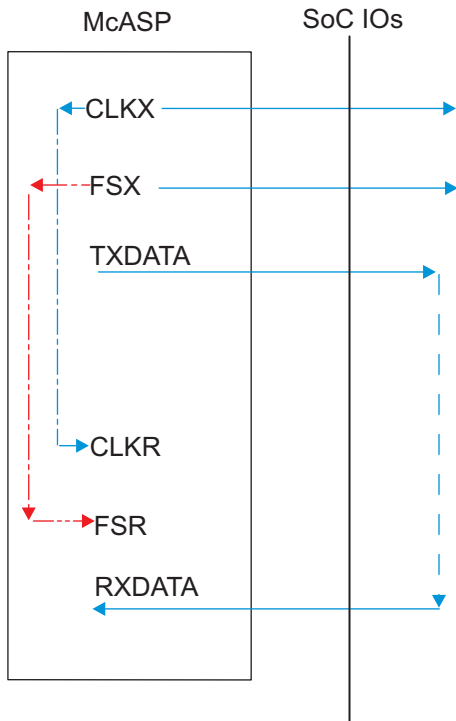 McASP
SoC IOs
CLKX
FSX
TXDATA
CLKR
FSR
RXDATA